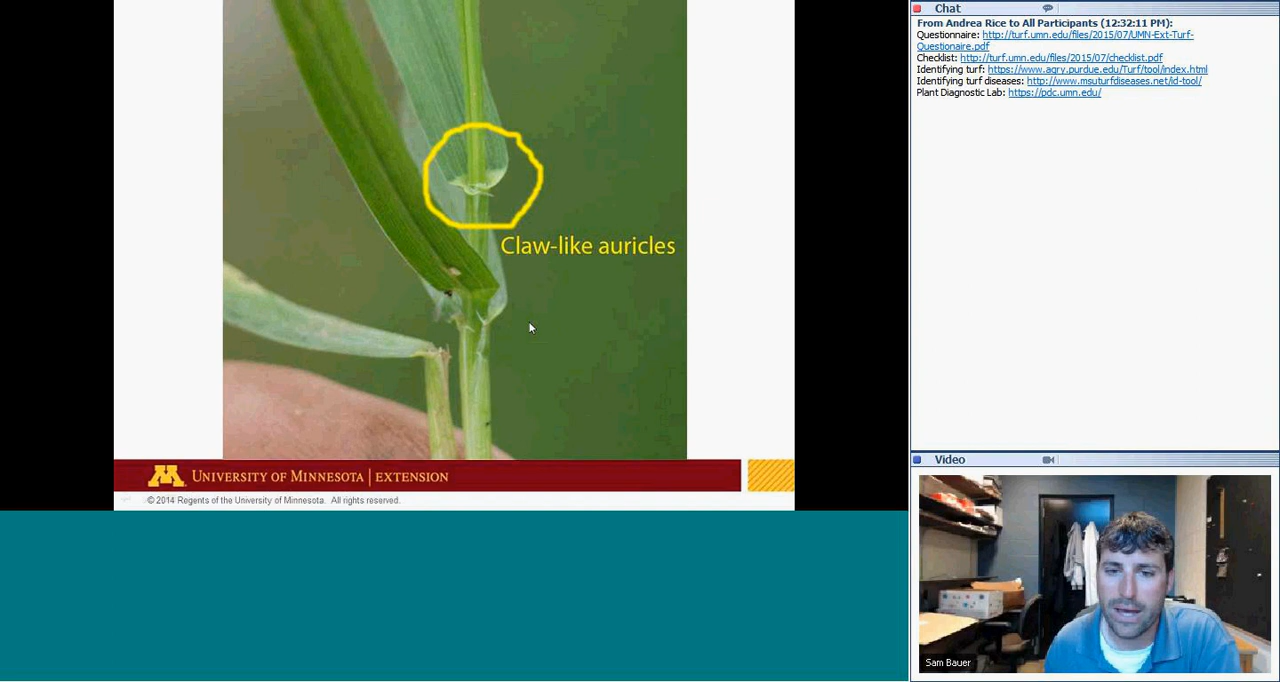 Claw-like auricles
UNIVERSITY OF MINNESOTA | EXTENSION
© 2014 Regents of the University of Minnesota. All rights reserved.
Chat
From Andrea Rice to All Participants (12:32:11 PM):
Questionnaire: http://turf.umn.edu/files/2015/07/UMN-Ext-Turf-
Questionaire.pdf
Checklist: http://turf.umn.edu/files/2015/07/checklist.pdf
Identifying turf: https://www.agry.purdue.edu/Turf/tool/index.html
Identifying turf diseases: http://www.msuturfdiseases.net/id-tool/
Plant Diagnostic Lab: https://pdc.umn.edu/
Video
Sam Bauer